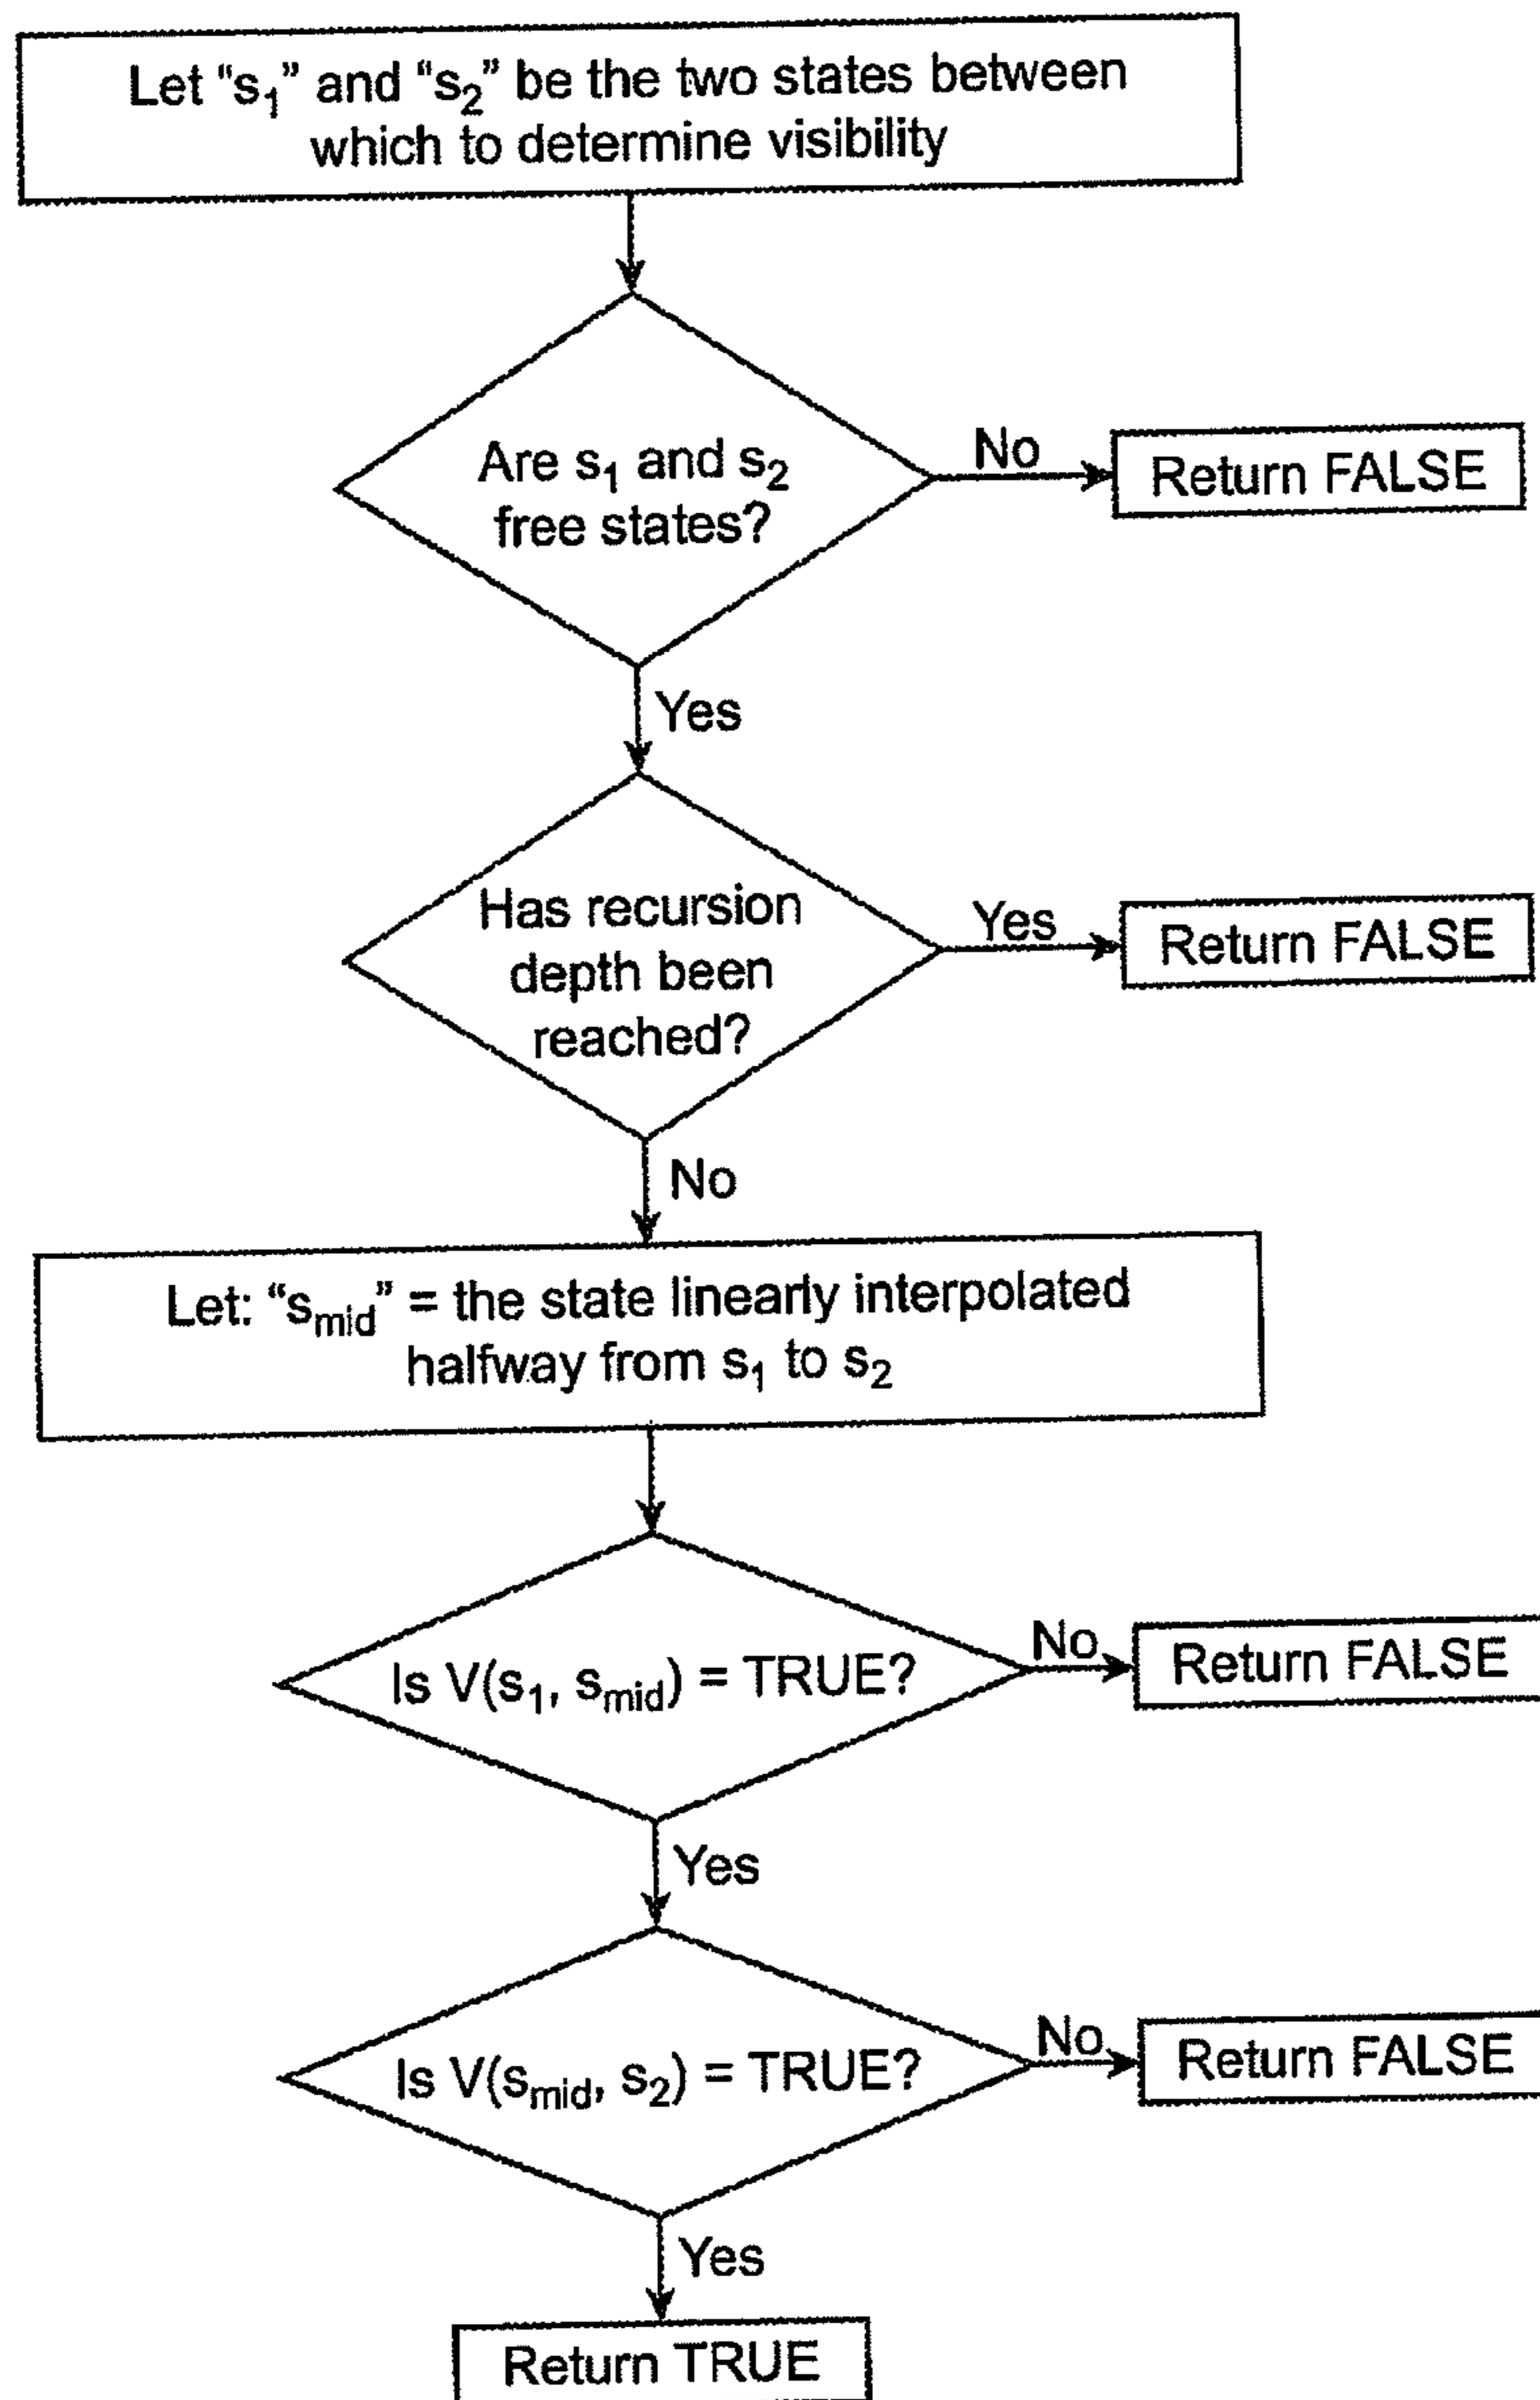 Let “s₁” and “s₂” be the two states between
which to determine visibility
Are s₁ and s₂
free states?
No
Return FALSE
Yes
Has recursion
depth been
reached?
Yes
Return FALSE
No
Let: “s_mid” = the state linearly interpolated
halfway from s₁ to s₂
Is V(s₁, s_mid) = TRUE?
No
Return FALSE
Yes
Is V(s_mid, s₂) = TRUE?
No
Return FALSE
Yes
Return TRUE